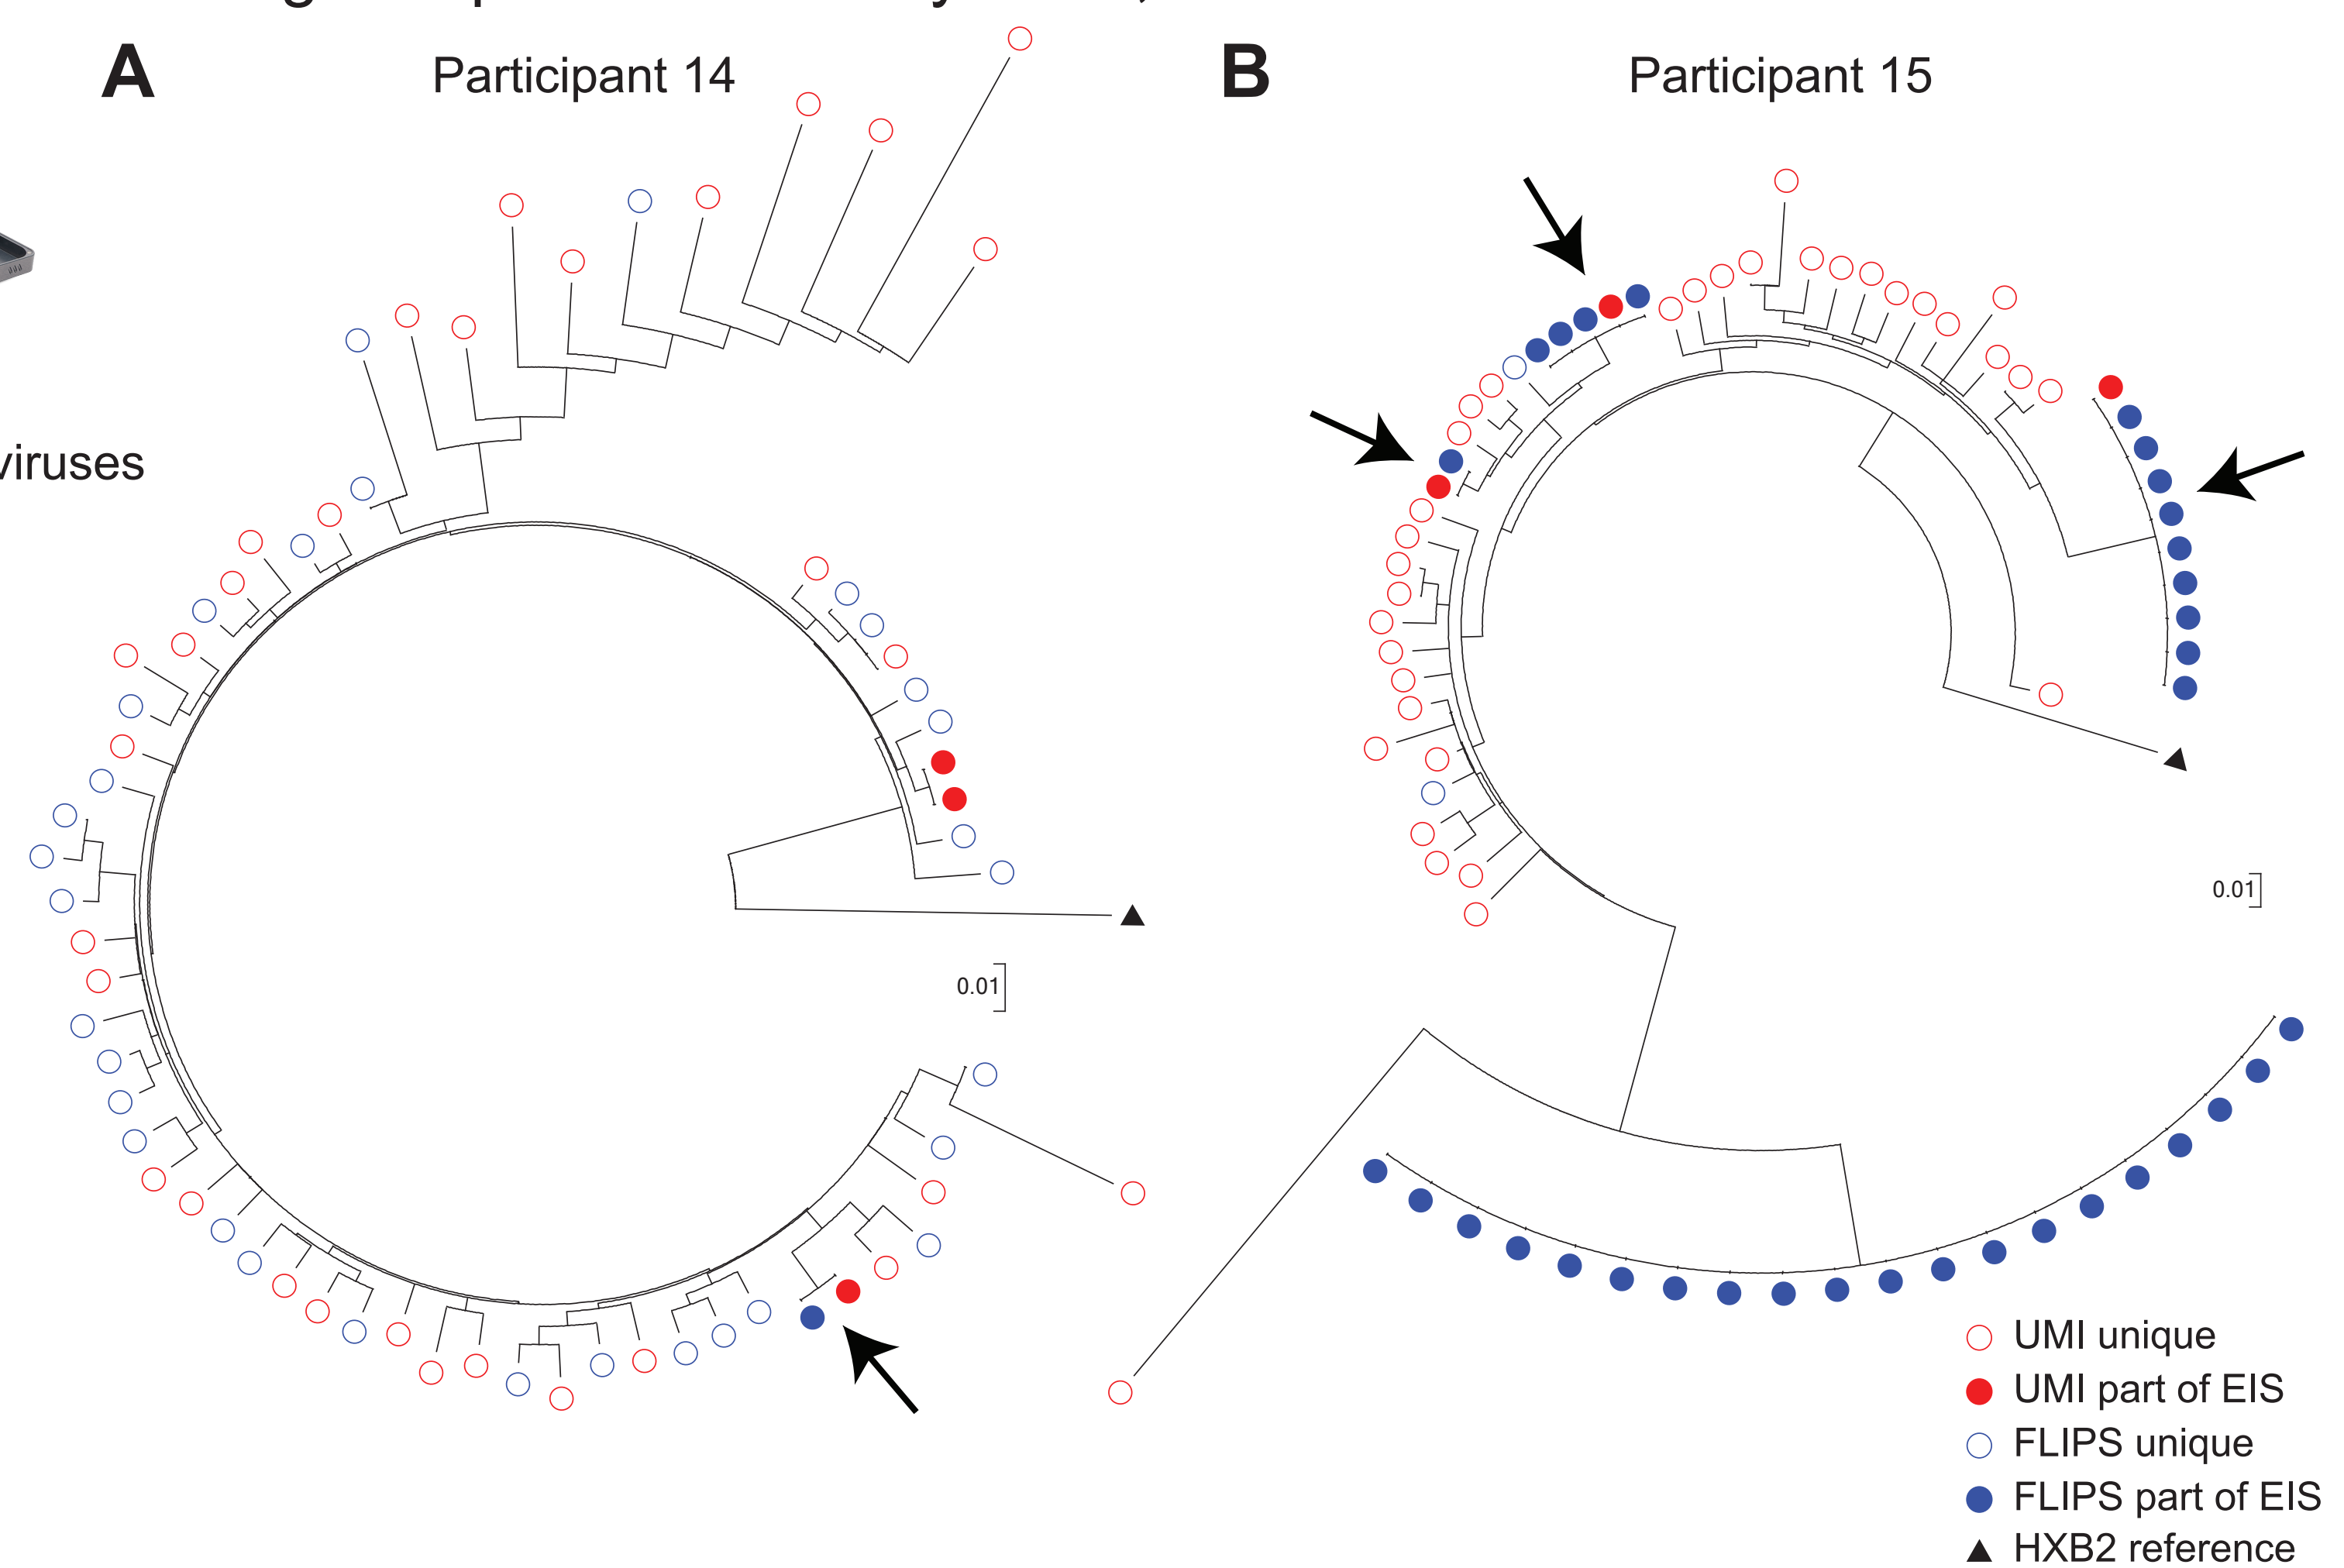 A
Participant 14
B
Participant 15
viruses
0.01
0.01
UMI unique
UMI part of EIS
FLIPS unique
FLIPS part of EIS
HXB2 reference